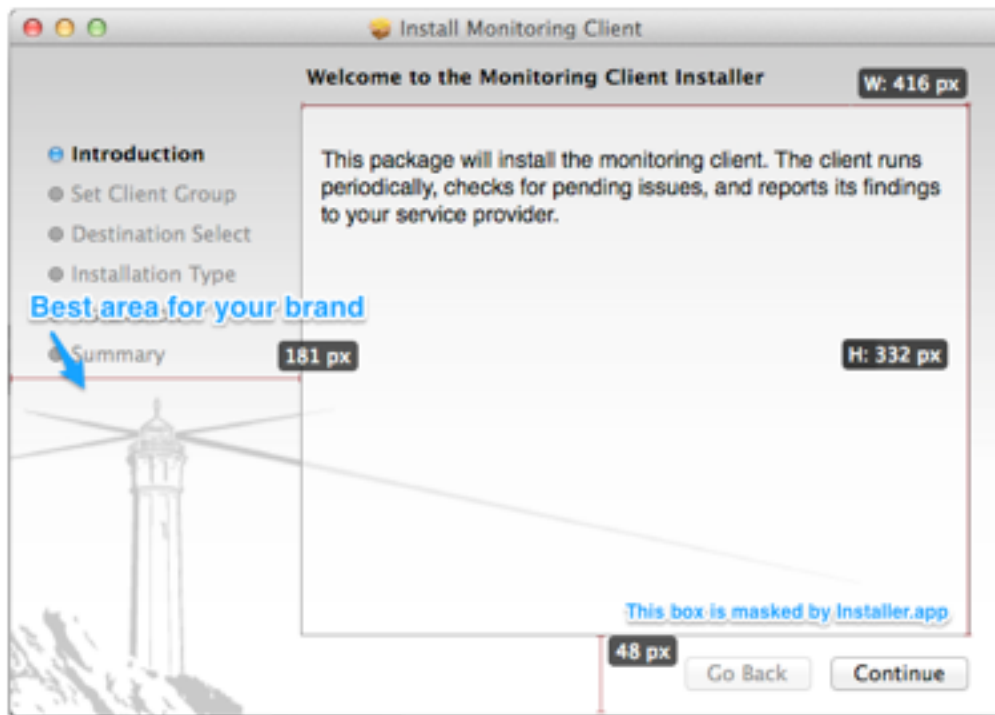 Install Monitoring Client
Welcome to the Monitoring Client Installer
W: 416 px
Introduction
Set Client Group
Destination Select
Installation Type
Best area for your brand
Summary
This package will install the monitoring client. The client runs
periodically, checks for pending issues, and reports its findings
to your service provider.
181 px
H: 332 px
This box is masked by Installer.app
48 px
Go Back
Continue